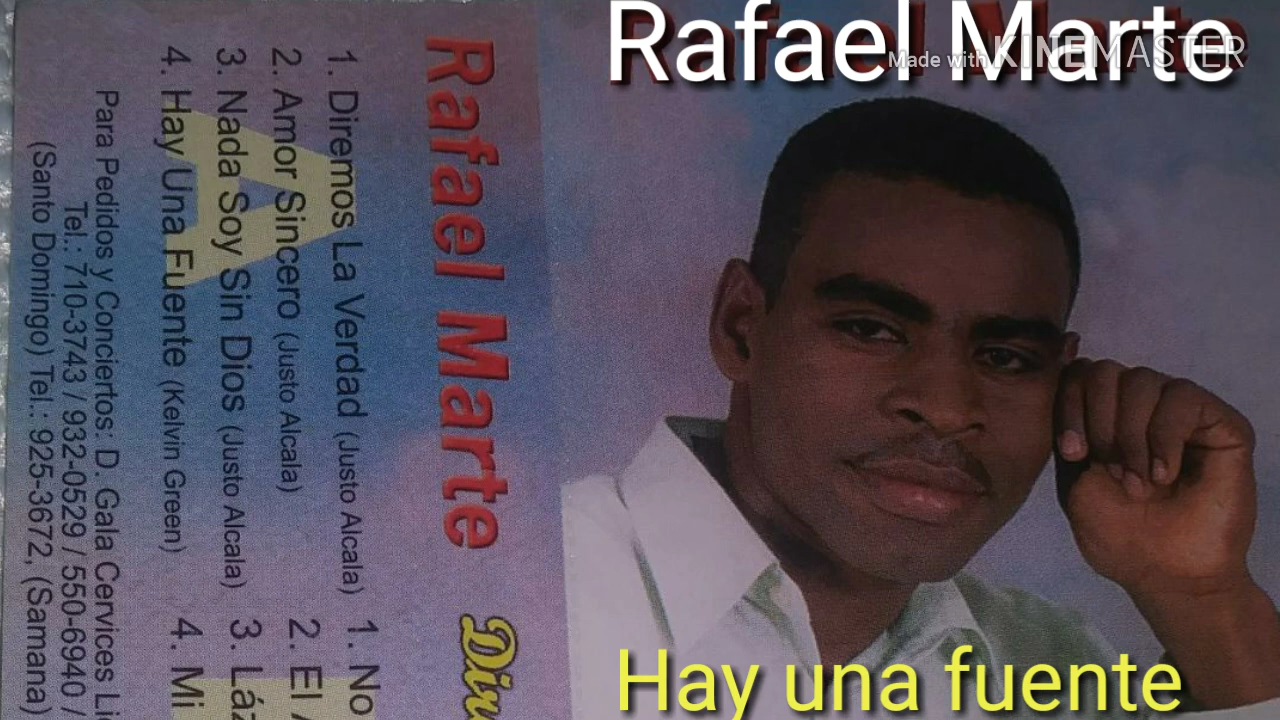 Rafael Marte
Made with KINEMASTER
Rafael Marte
1. Diremos La Verdad (Justo Alcala)
2. Amor Sincero (Justo Alcala)
3. Nada Soy Sin Dios (Justo Alcala)
4. Hay Una Fuente (Kelvin Green)
A
1. No
2. El
3. Láz
4. Mi
Para Pedidos y Conciertos: D. Gala Cervices Li
Tel.: 710-3743 / 932-0529 / 550-6940 /
(Santo Domingo) Tel.: 925-3672, (Samana)
Hay una fuente